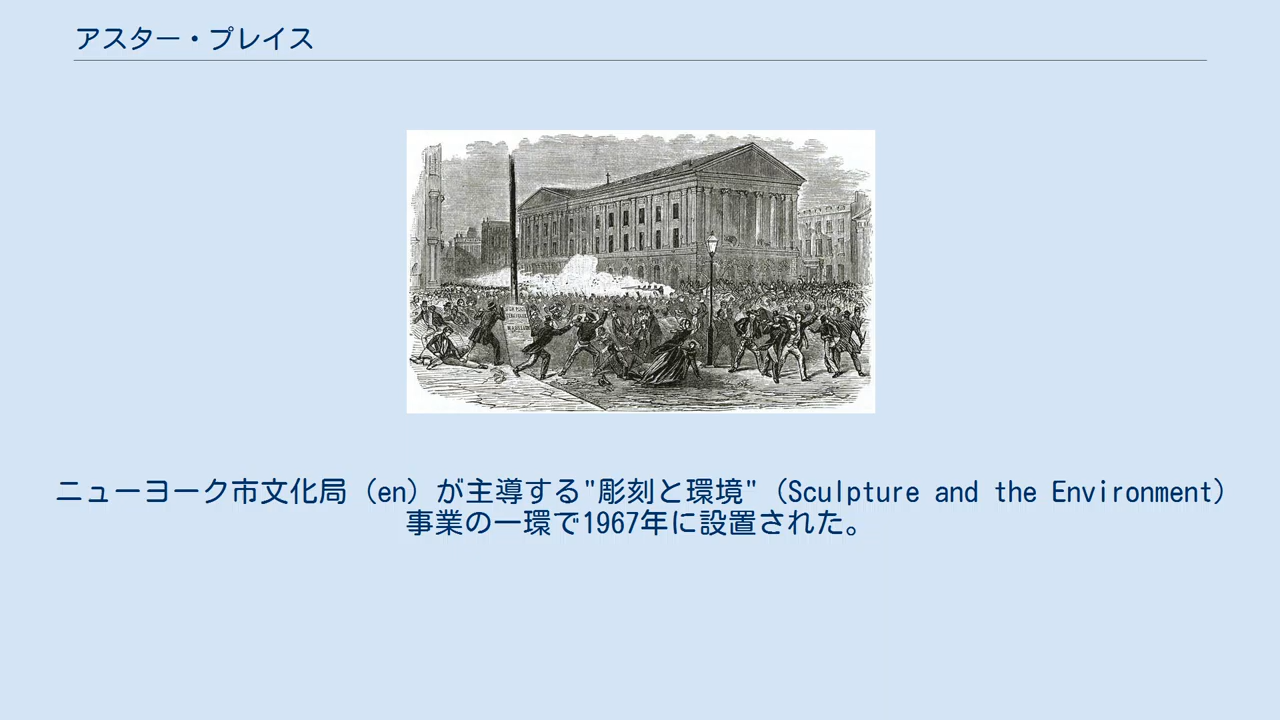 アスター・プレイス
ニューヨーク市文化局（en）が主導する"彫刻と環境"（Sculpture and the Environment）
事業の一環で1967年に設置された。